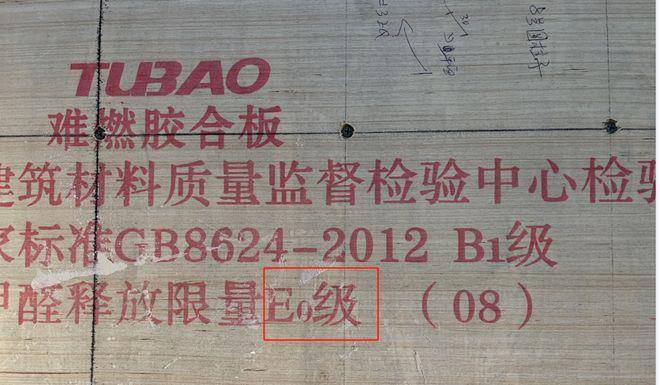 TUBAO
难燃胶合板
建筑材料质量监督检验中心检验
家标准GB8624-2012 B1级
甲醛释放限量E0级 (08)